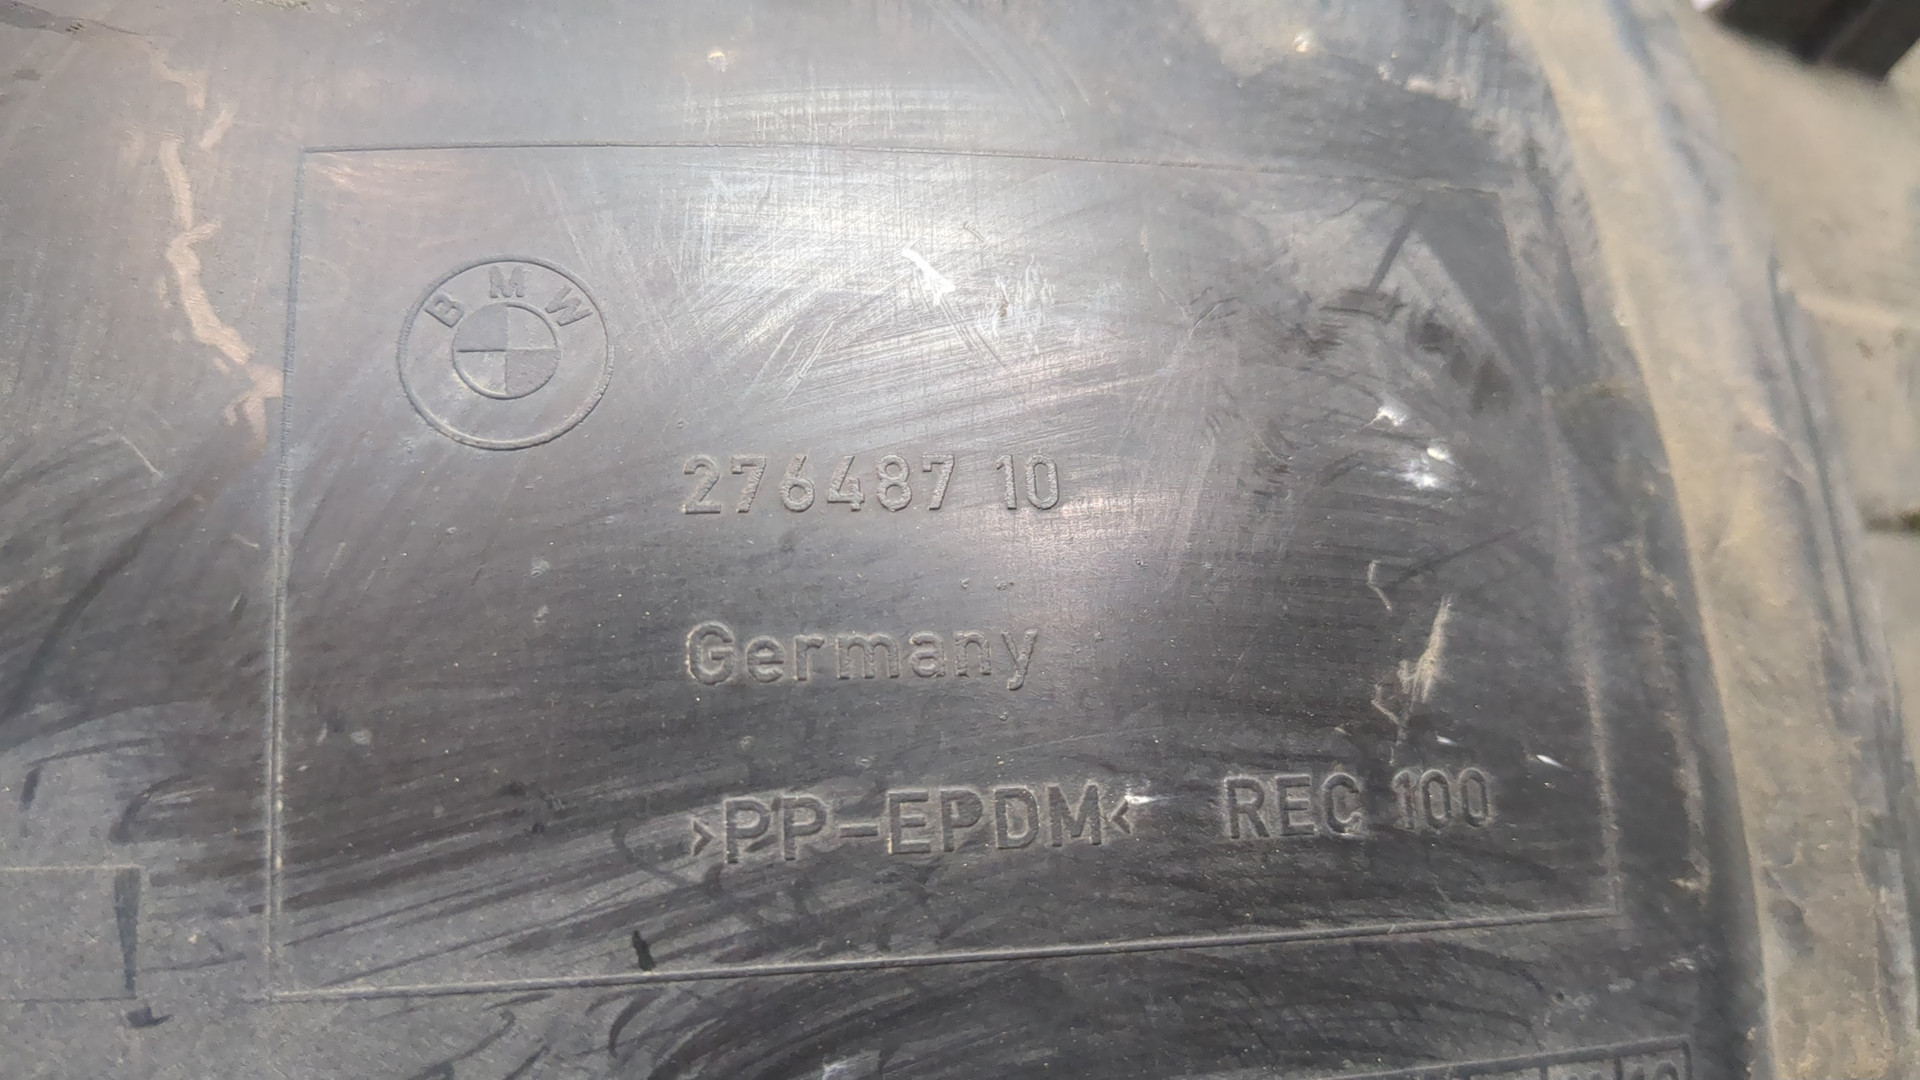 BMW
276487 10
Germany
>PP-EPDM< REC 100